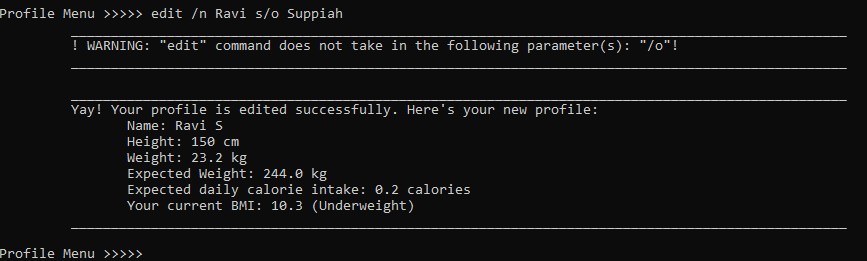 Profile Menu >>>>> edit /n Ravi s/o Suppiah
! WARNING: "edit" command does not take in the following parameter(s): "/o"!
Yay! Your profile is edited successfully. Here's your new profile:
Name: Ravi S
Height: 150 cm
Weight: 23.2 kg
Expected Weight: 244.0 kg
Expected daily calorie intake: 0.2 calories
Your current BMI: 10.3 (Underweight)
Profile Menu >>>>>